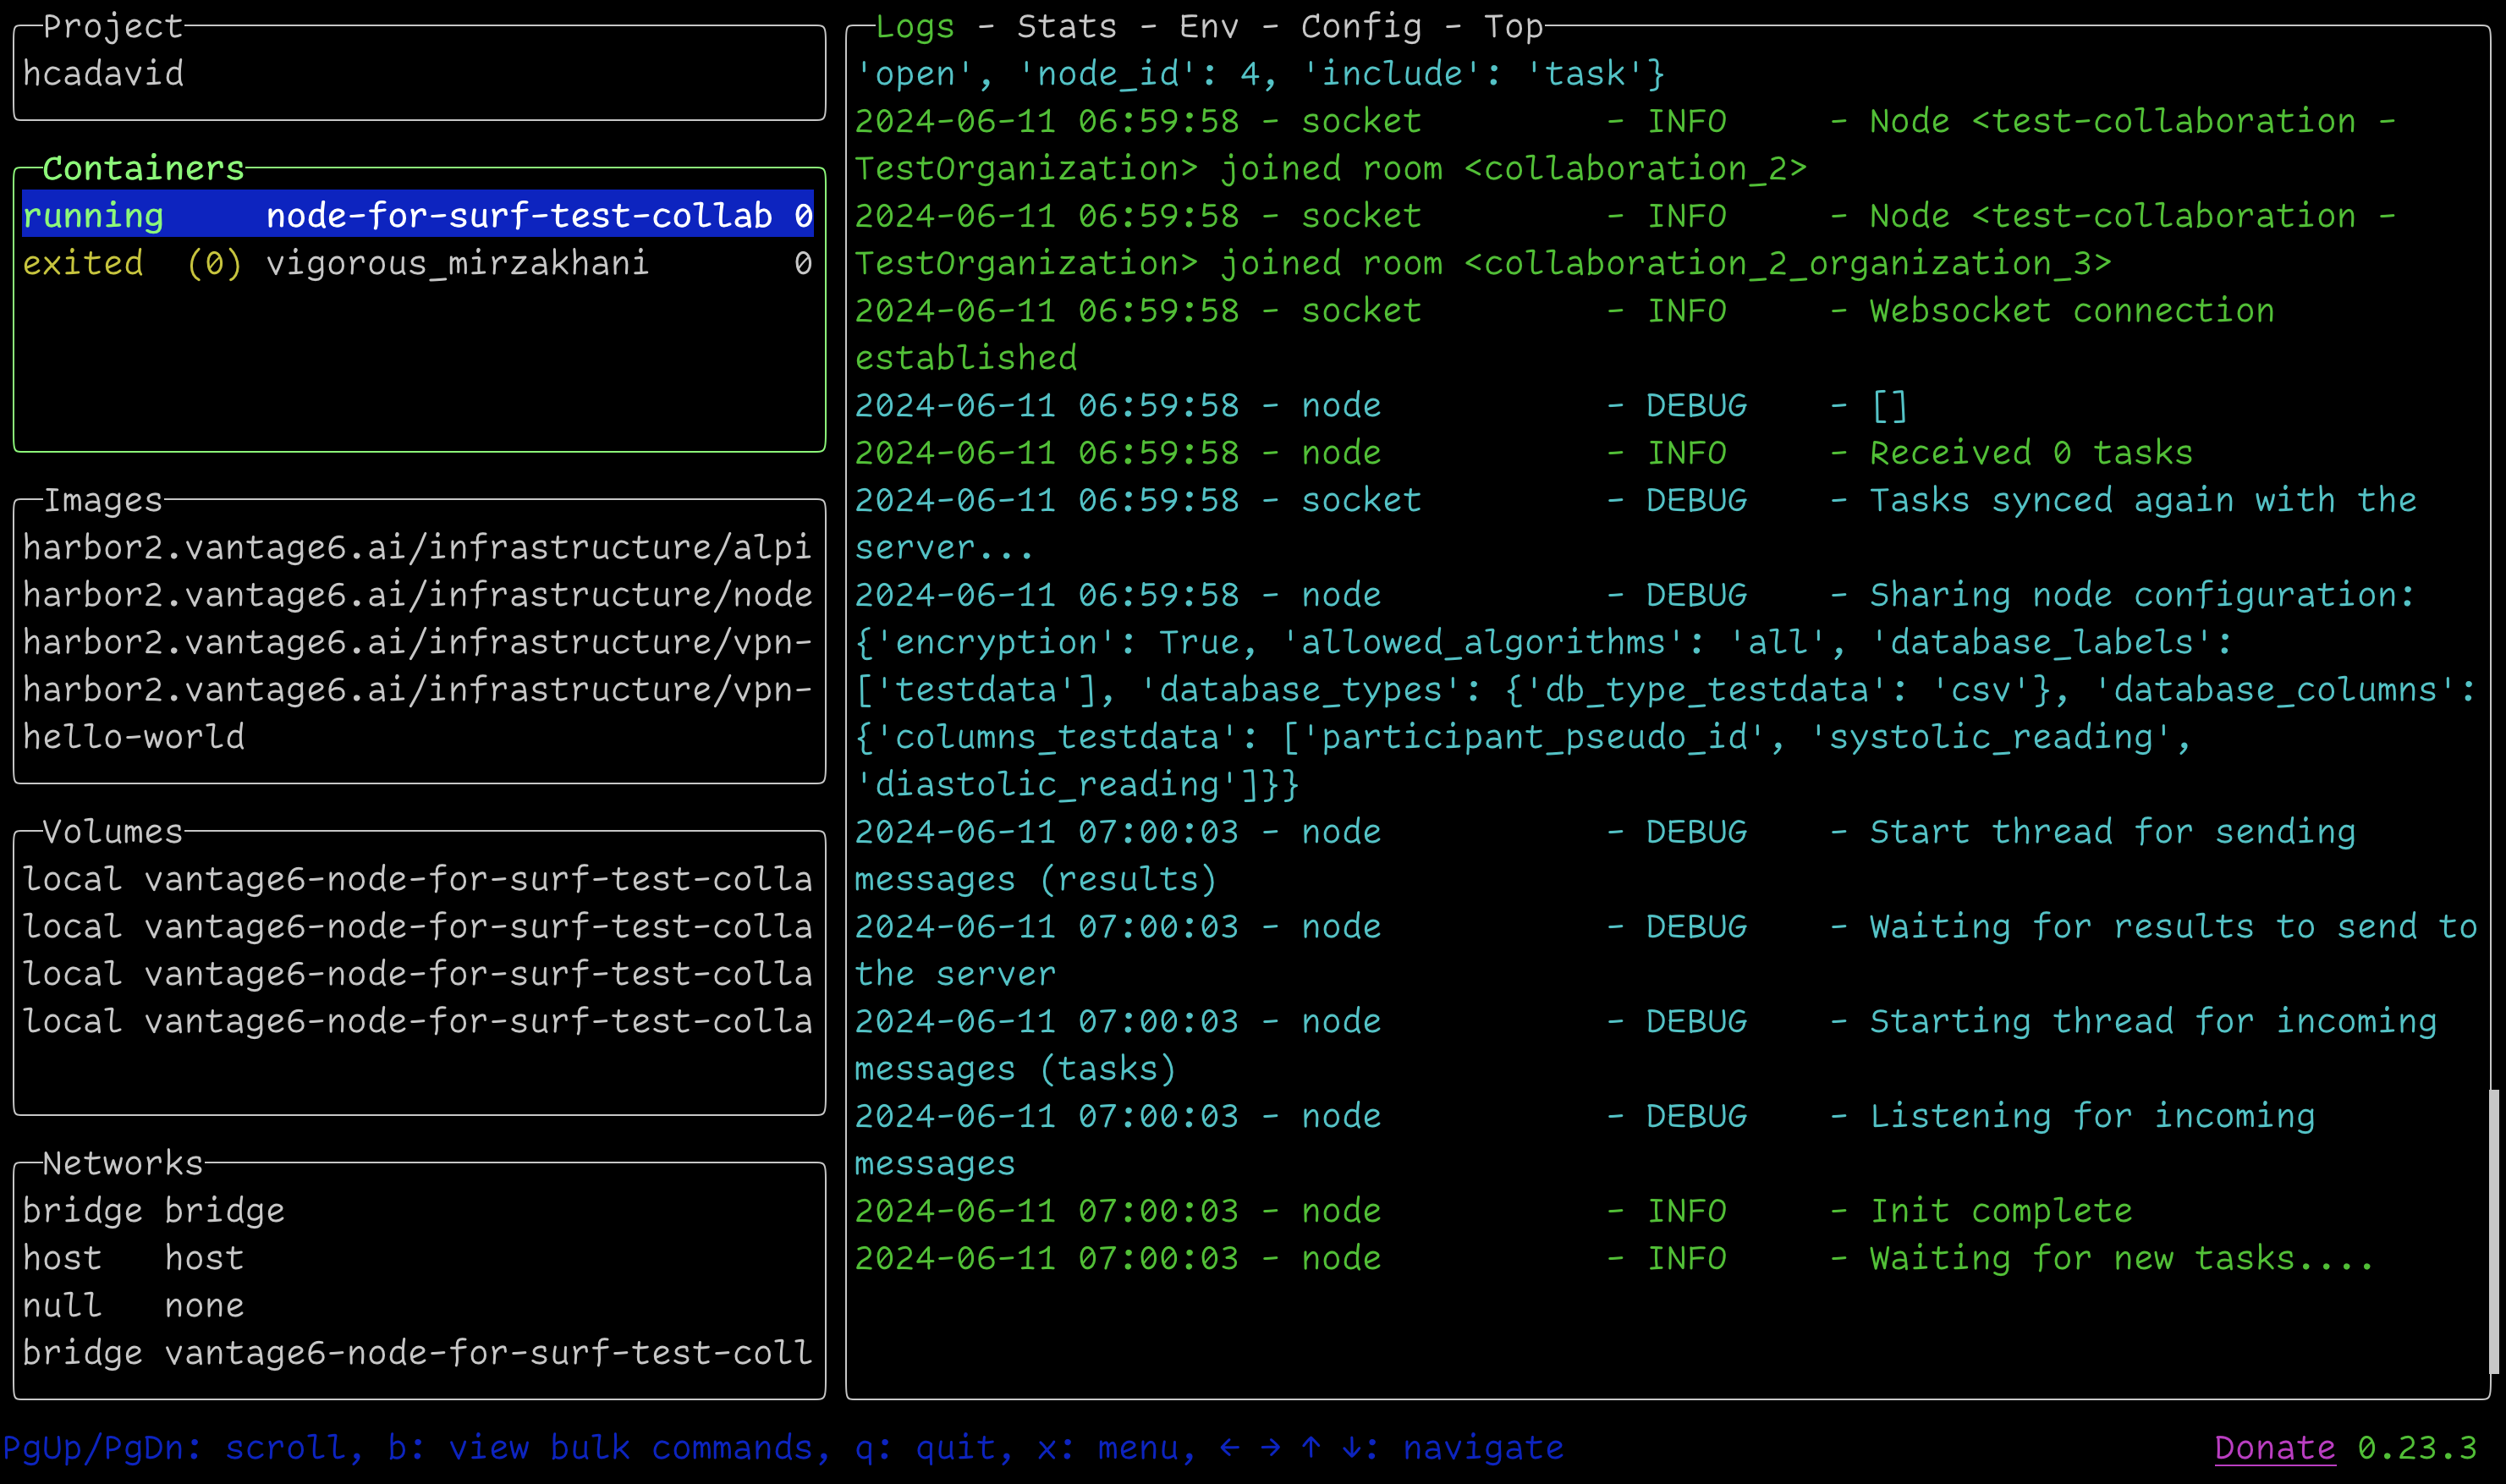 Project
hcadavid
Containers
running node-for-surf-test-collab 0
exited (0) vigorous_mirzakhani 0
Images
harbor2.vantage6.ai/infrastructure/alpi
harbor2.vantage6.ai/infrastructure/node
harbor2.vantage6.ai/infrastructure/vpn-
harbor2.vantage6.ai/infrastructure/vpn-
hello-world
Volumes
local vantage6-node-for-surf-test-colla
local vantage6-node-for-surf-test-colla
local vantage6-node-for-surf-test-colla
local vantage6-node-for-surf-test-colla
Networks
bridge bridge
host host
null none
bridge vantage6-node-for-surf-test-coll
Logs - Stats - Env - Config - Top
'open', 'node_id': 4, 'include': 'task'}
2024-06-11 06:59:58 - socket - INFO - Node <test-collaboration -
TestOrganization> joined room <collaboration_2>
2024-06-11 06:59:58 - socket - INFO - Node <test-collaboration -
TestOrganization> joined room <collaboration_2_organization_3>
2024-06-11 06:59:58 - socket - INFO - Websocket connection
established
2024-06-11 06:59:58 - node - DEBUG - []
2024-06-11 06:59:58 - node - INFO - Received 0 tasks
2024-06-11 06:59:58 - socket - DEBUG - Tasks synced again with the
server...
2024-06-11 06:59:58 - node - DEBUG - Sharing node configuration:
{'encryption': True, 'allowed_algorithms': 'all', 'database_labels':
['testdata'], 'database_types': {'db_type_testdata': 'csv'}, 'database_columns':
{'columns_testdata': ['participant_pseudo_id', 'systolic_reading',
'diastolic_reading']}}
2024-06-11 07:00:03 - node - DEBUG - Start thread for sending
messages (results)
2024-06-11 07:00:03 - node - DEBUG - Waiting for results to send to
the server
2024-06-11 07:00:03 - node - DEBUG - Starting thread for incoming
messages (tasks)
2024-06-11 07:00:03 - node - DEBUG - Listening for incoming
messages
2024-06-11 07:00:03 - node - INFO - Init complete
2024-06-11 07:00:03 - node - INFO - Waiting for new tasks....
PgUp/PgDn: scroll, b: view bulk commands, q: quit, x: menu, ← → ↑ ↓: navigate
Donate 0.23.3